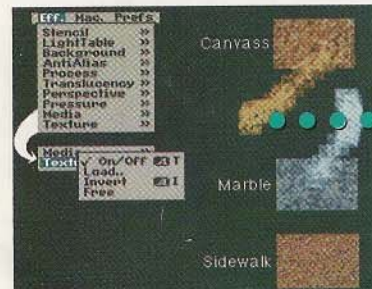 Eff. Mac. Prefs
Stencil »
LightTable »
Background »
AntiAlias »
Process »
Translucency »
Perspective »
Pressure »
Media »
Texture »
Media
Textu
✓ On/Off T
Load..
Invert I
Free
Canvass
Marble
Sidewalk